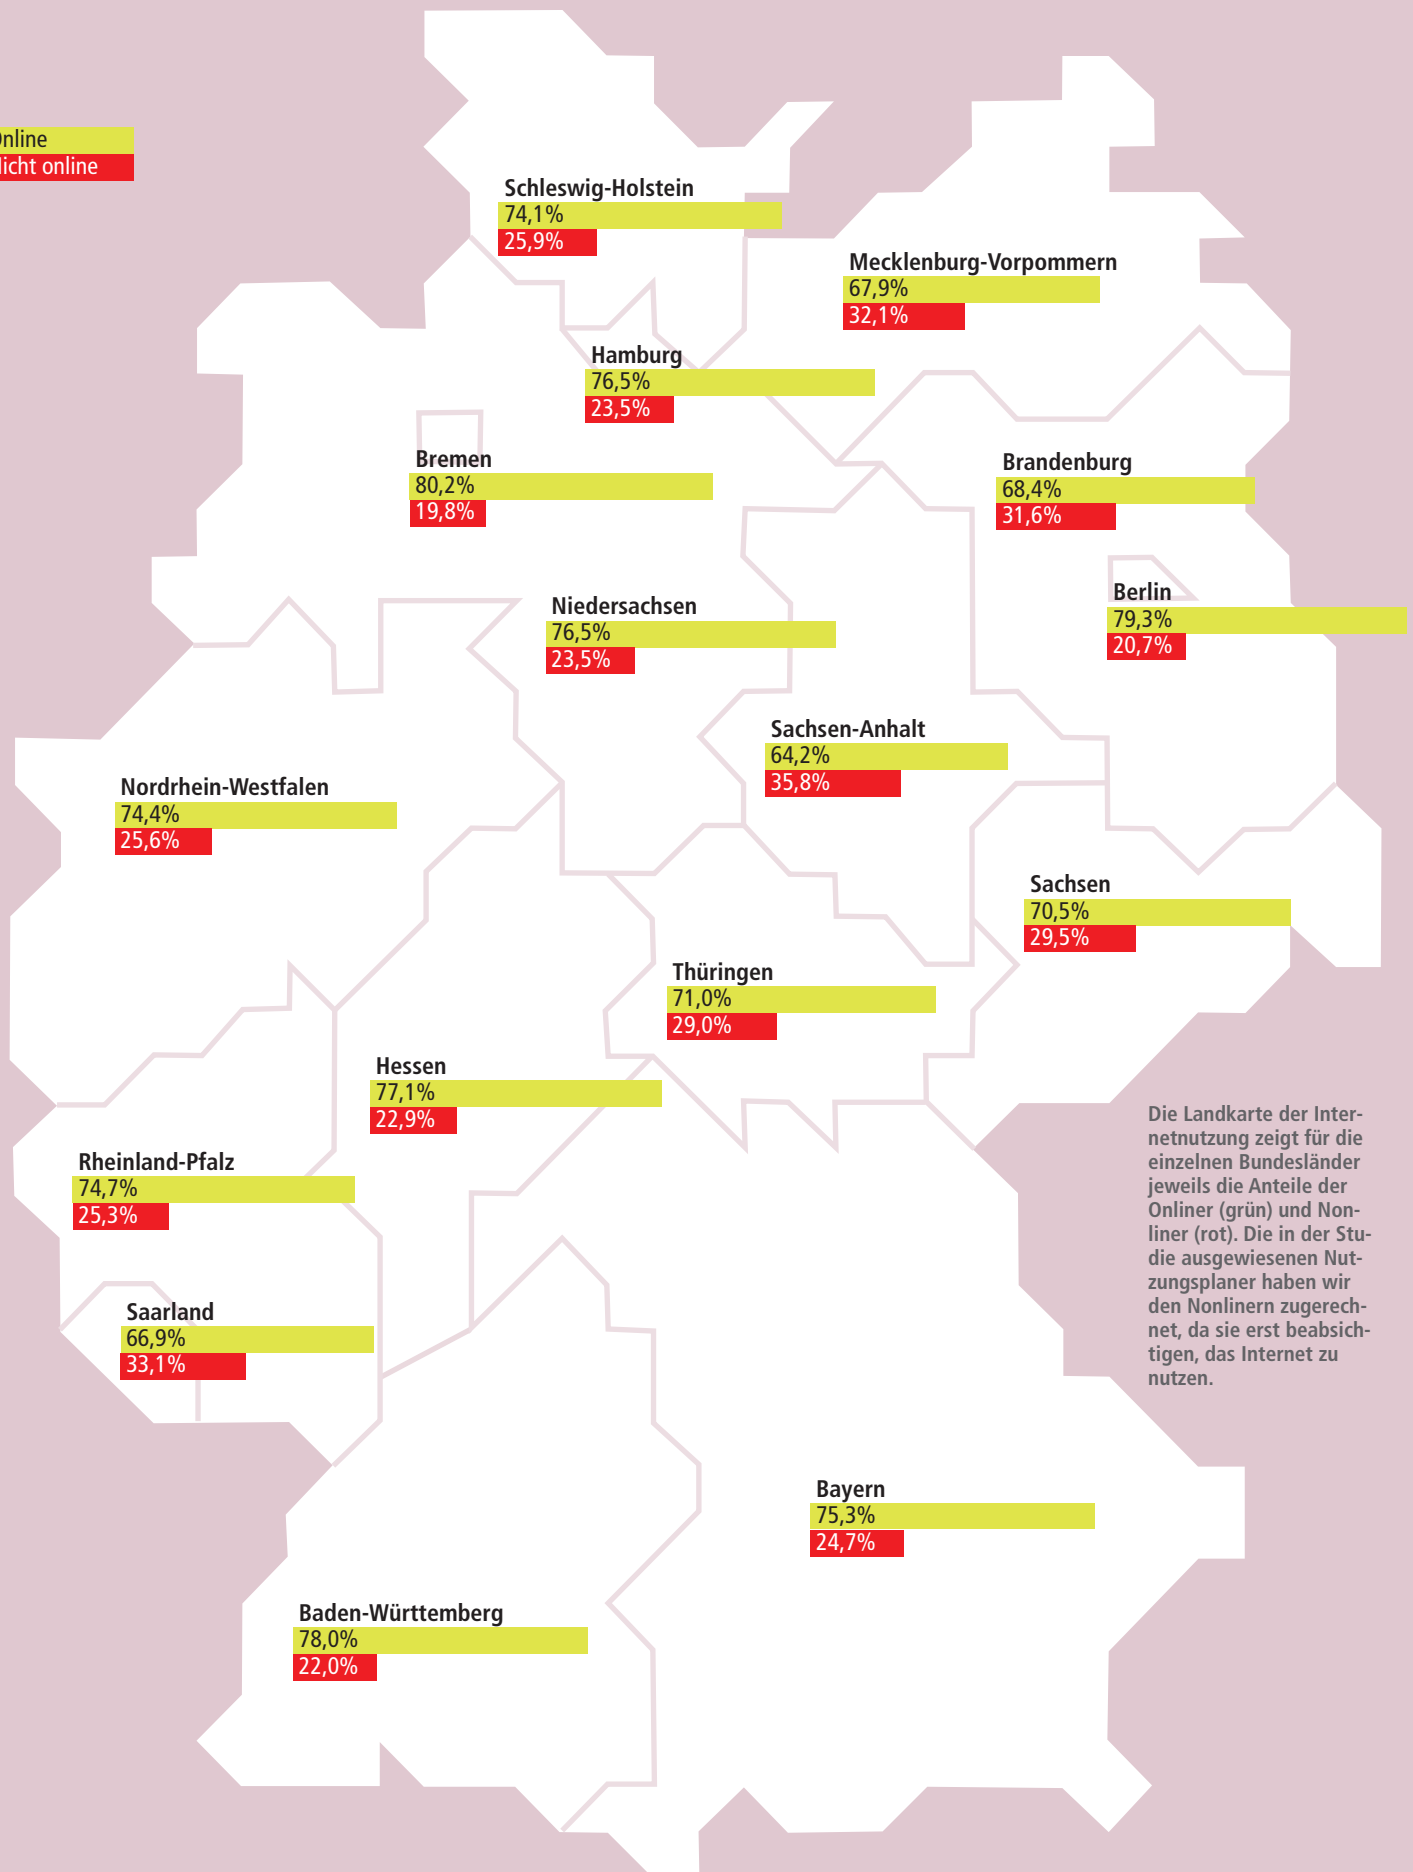 Online
Nicht online
Schleswig-Holstein
74,1%
25,9%
Mecklenburg-Vorpommern
67,9%
32,1%
Hamburg
76,5%
23,5%
Bremen
80,2%
19,8%
Brandenburg
68,4%
31,6%
Berlin
79,3%
20,7%
Niedersachsen
76,5%
23,5%
Sachsen-Anhalt
64,2%
35,8%
Nordrhein-Westfalen
74,4%
25,6%
Sachsen
70,5%
29,5%
Thüringen
71,0%
29,0%
Hessen
77,1%
22,9%
Rheinland-Pfalz
74,7%
25,3%
Saarland
66,9%
33,1%
Die Landkarte der Inter-
netnutzung zeigt für die
einzelnen Bundesländer
jeweils die Anteile der
Onliner (grün) und Non-
liner (rot). Die in der Stu-
die ausgewiesenen Nut-
zungsplaner haben wir
den Nonlinern zugerech-
net, da sie erst beabsich-
tigen, das Internet zu
nutzen.
Bayern
75,3%
24,7%
Baden-Württemberg
78,0%
22,0%